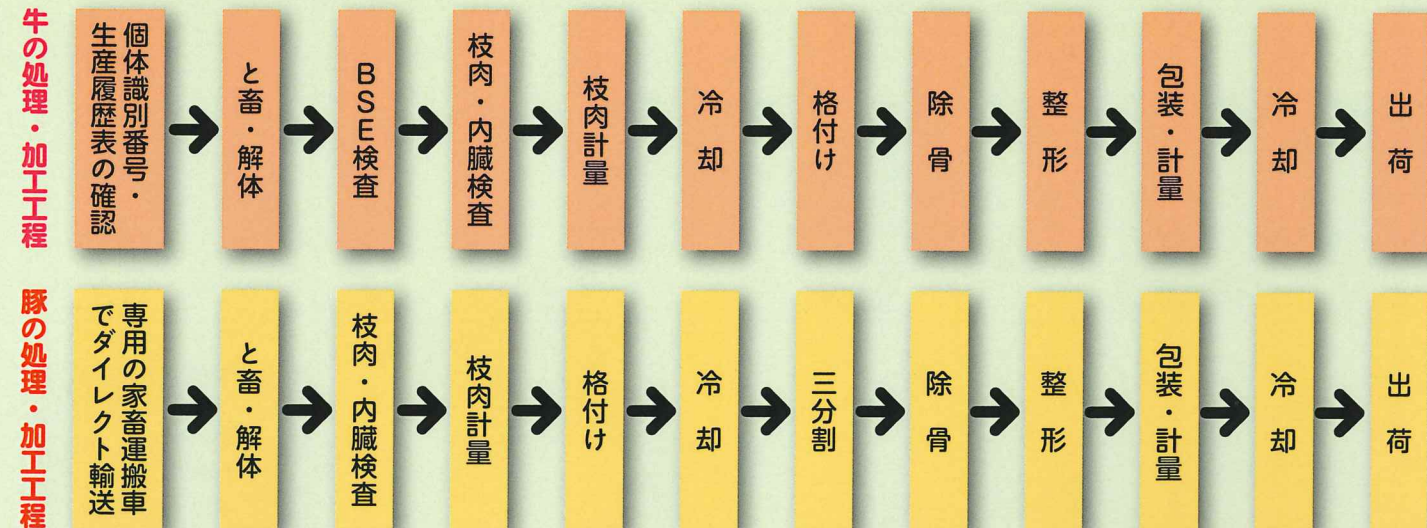 牛の処理・加工工程
個体識別番号・
生産履歴表の確認
と畜・解体
BSE検査
枝肉・内臓検査
枝肉計量
冷却
格付け
除骨
整形
包装・計量
冷却
出荷
豚の処理・加工工程
専用の家畜運搬車
でダイレクト輸送
と畜・解体
枝肉・内臓検査
枝肉計量
格付け
冷却
三分割
除骨
整形
包装・計量
冷却
出荷